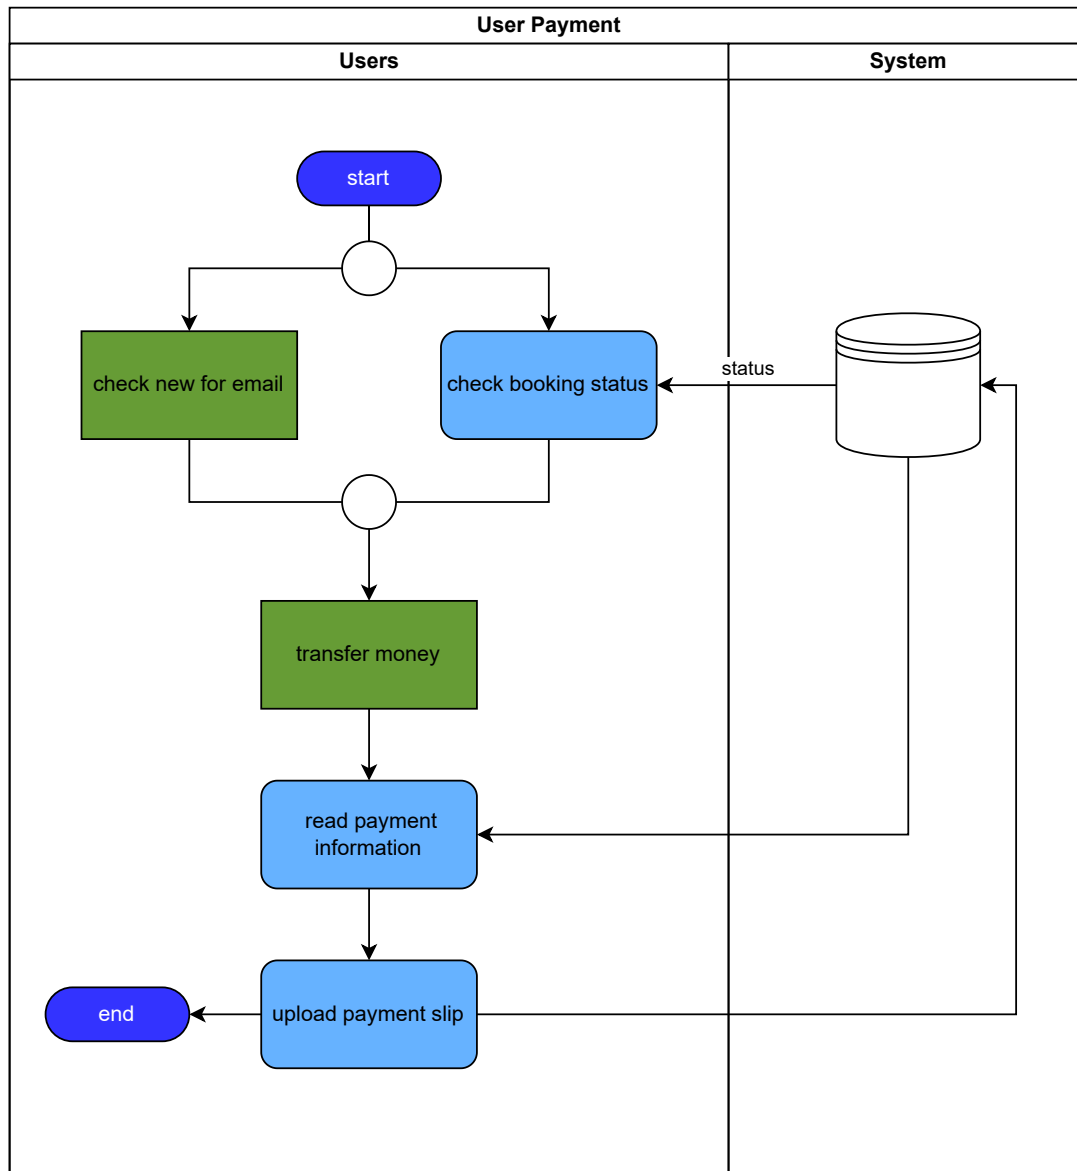 User Payment
Users
System
start
check new for email
check booking status
status
transfer money
read payment
information
end
upload payment slip